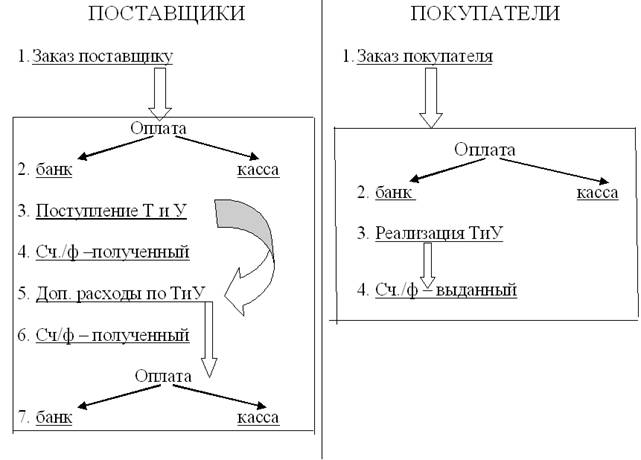 ПОСТАВЩИКИ
1. Заказ поставщику
Оплата
2. банк касса
3. Поступление Т и У
4. Сч./ф –полученный
5. Доп. расходы по ТиУ
6. Сч/ф – полученный
Оплата
7. банк касса
ПОКУПАТЕЛИ
1. Заказ покупателя
Оплата
2. банк касса
3. Реализация ТиУ
4. Сч./ф – выданный